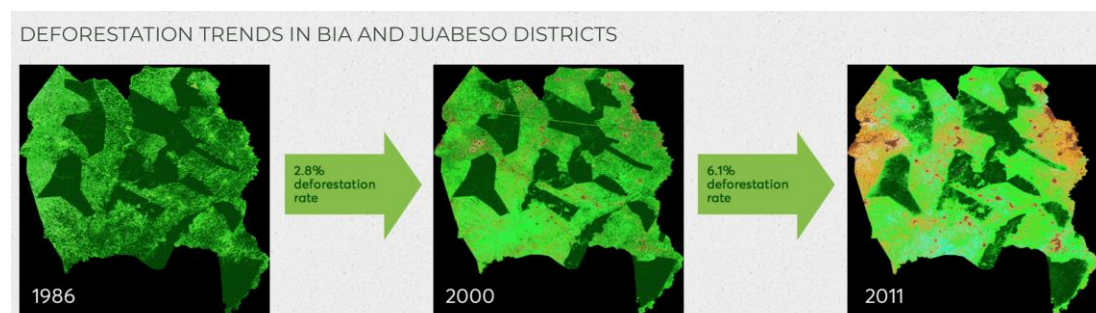 DEFORESTATION TRENDS IN BIA AND JUABESO DISTRICTS
2.8%
deforestation
rate
6.1%
deforestation
rate
1986
2000
2011